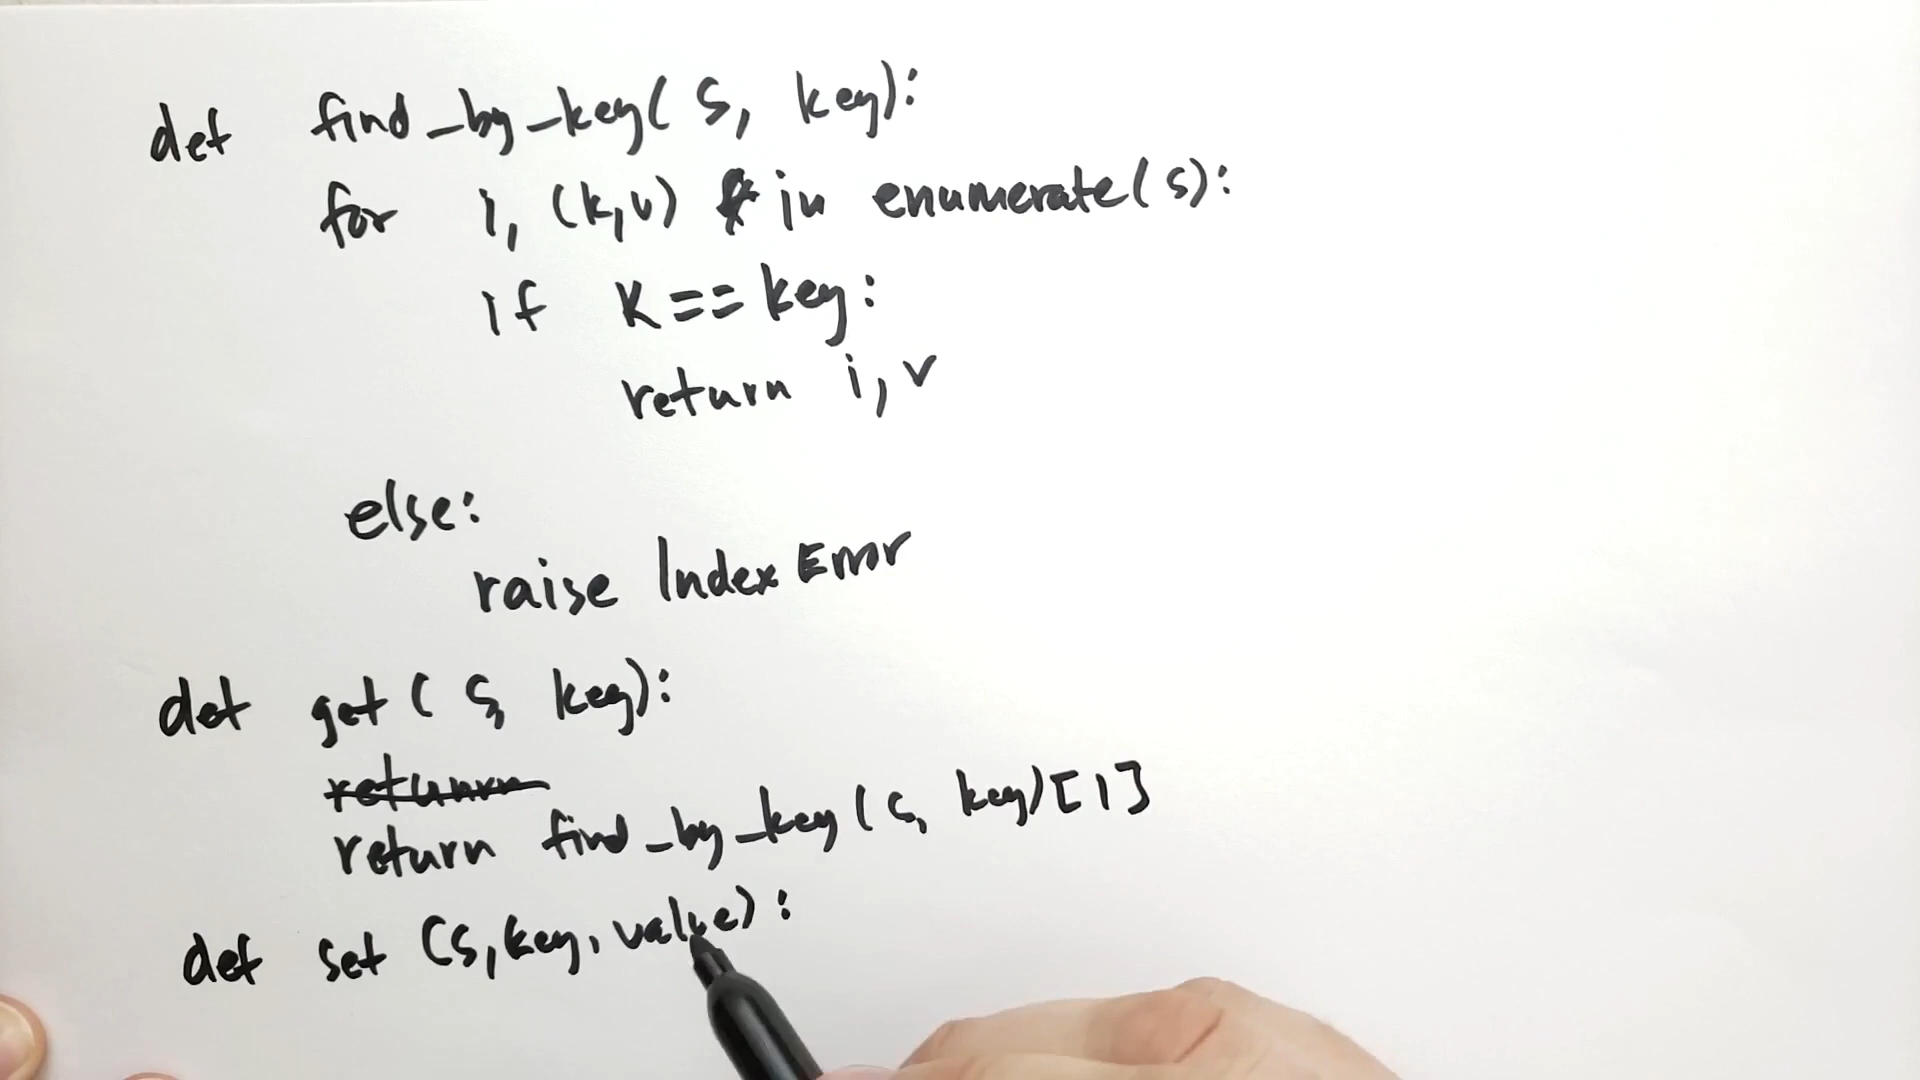 def find_by_key(s, key):
for i, (k,v) in enumerate(s):
if k==key:
return i,v
else:
raise IndexError
def get(s, key):
return find_by_key(s, key)[1]
def set (s,key,value):